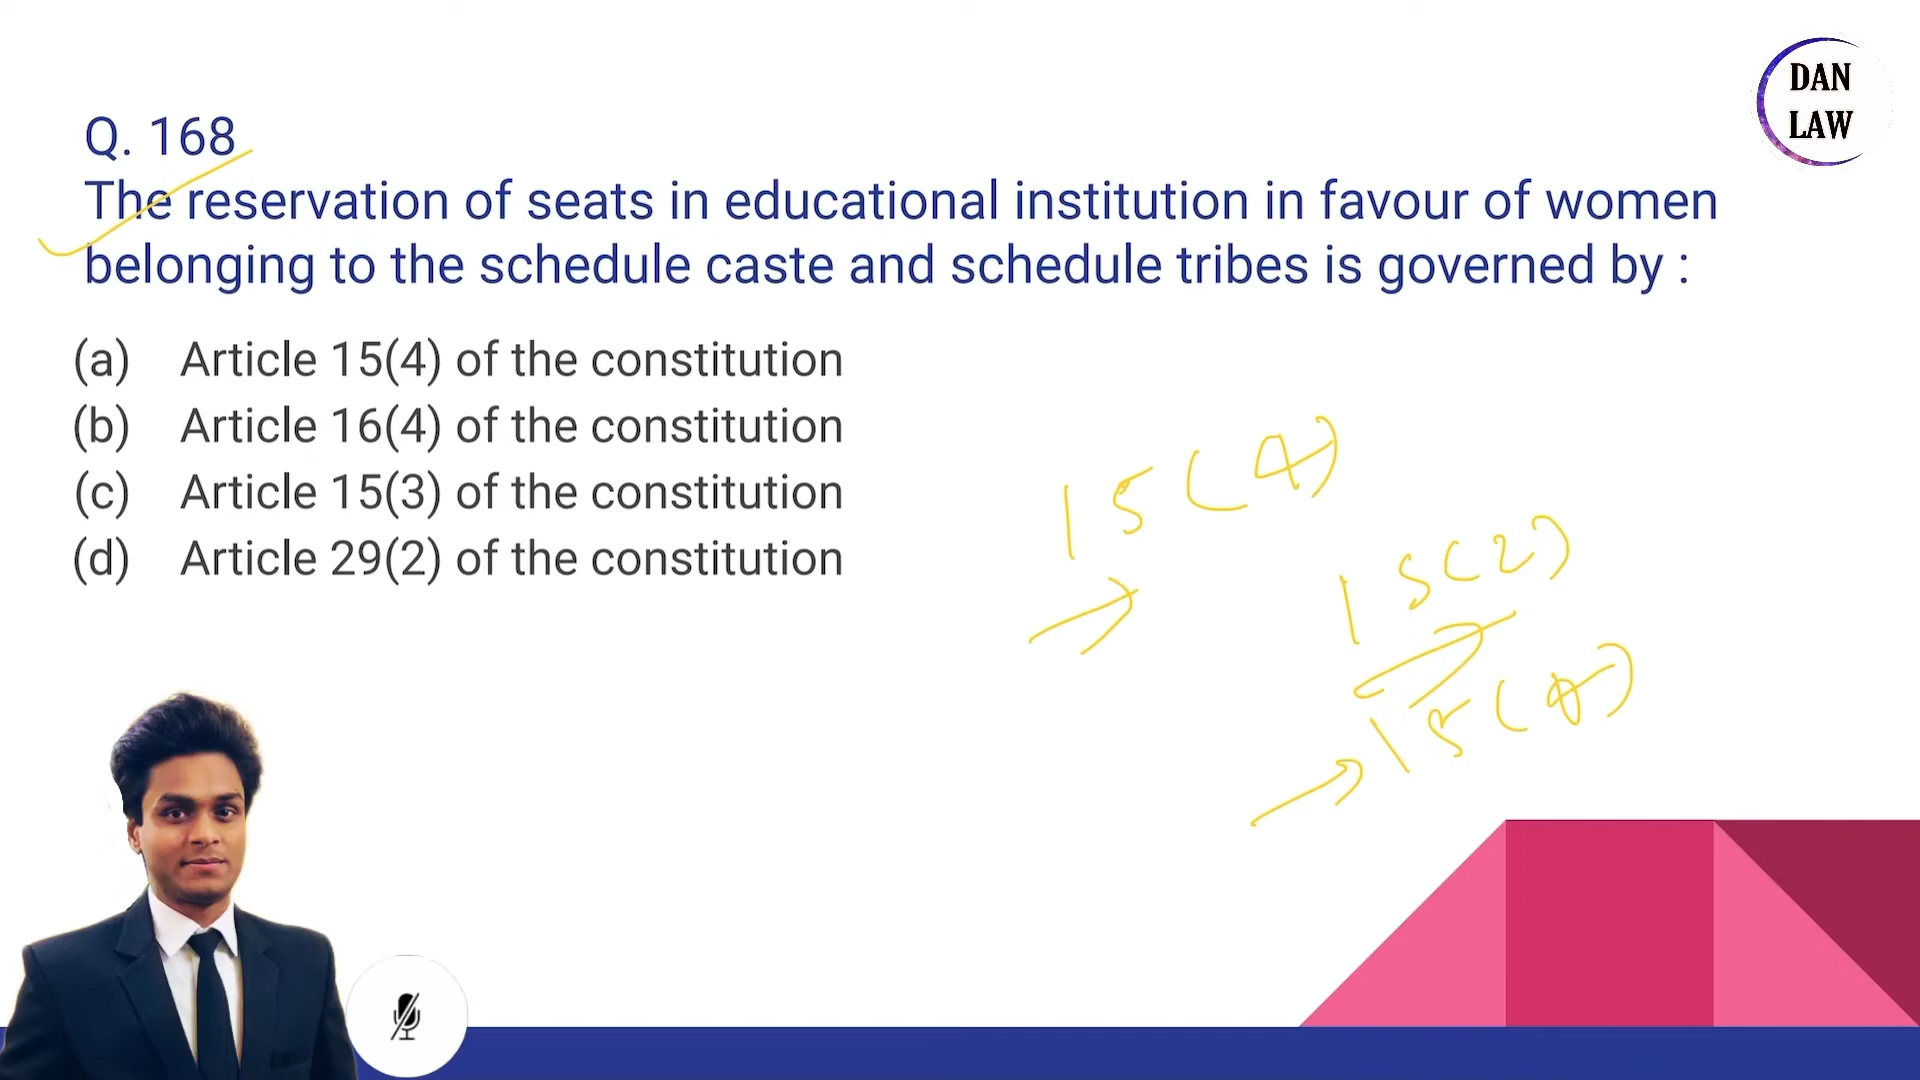 DAN
LAW
Q. 168
The reservation of seats in educational institution in favour of women
belonging to the schedule caste and schedule tribes is governed by :
(a) Article 15(4) of the constitution
(b) Article 16(4) of the constitution
(c) Article 15(3) of the constitution
(d) Article 29(2) of the constitution
15(4)
15(2)
15(4)